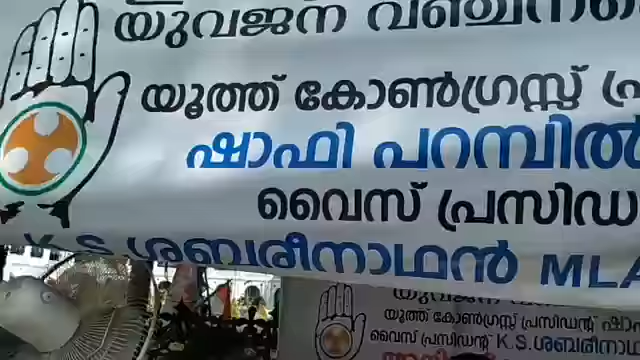 യുവജന വഞ്ചന
യൂത്ത് കോൺഗ്രസ്സ് പ്ര
ഷാഫി പറമ്പിൽ
വൈസ് പ്രസിഡ
K.S ശബരീനാഥൻ MLA
യുവജന
യൂത്ത് കോൺഗ്രസ്സ് പ്രസിഡന്റ് ഷാ
വൈസ് പ്രസിഡന്റ് K.S.ശബരീനാഥ